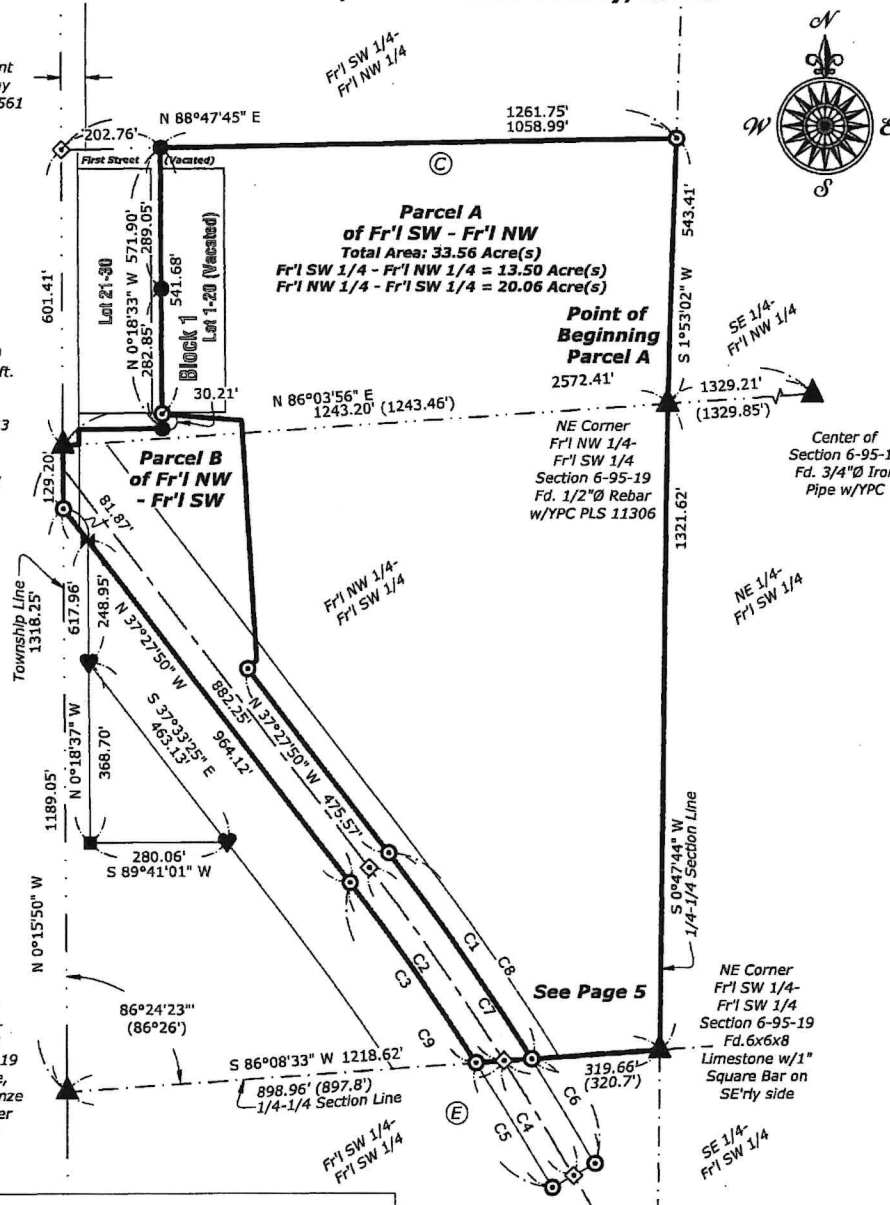 N
W
E
S
Fr'l SW 1/4-
Fr'l NW 1/4
nt
561
202.76'
N 88°47'45" E
1261.75'
1058.99'
First Street (Vacated)
C
Parcel A
of Fr'l SW - Fr'l NW
Total Area: 33.56 Acre(s)
Fr'l SW 1/4 - Fr'l NW 1/4 = 13.50 Acre(s)
Fr'l NW 1/4 - Fr'l SW 1/4 = 20.06 Acre(s)
543.41'
S 1°53'02" W
601.41'
Lot 21-30
N 0°18'33" W 571.90'
289.05'
282.85'
541.68'
Block 1
Lot 1-20 (Vacated)
Point of
Beginning
Parcel A
SE 1/4-
Fr'l NW 1/4
ft.
30.21'
N 86°03'56" E
1243.20' (1243.46')
2572.41'
1329.21'
(1329.85')
NE Corner
Fr'l NW 1/4-
Fr'l SW 1/4
Section 6-95-19
Fd. 1/2"Ø Rebar
w/YPC PLS 11306
Center of
Section 6-95-1
Fd. 3/4"Ø Iro
Pipe w/YPC
129.20'
Parcel B
of Fr'l NW
- Fr'l SW
81.87'
1321.62'
Township Line
1318.25'
617.96'
248.95'
N 37°27'50" W
Fr'l NW 1/4-
Fr'l SW 1/4
NE 1/4-
Fr'l SW 1/4
N 0°18'37" W
368.70'
S 37°33'25" E
463.13'
882.25'
964.12'
N 37°27'50" W
475.57'
1189.05'
280.06'
S 89°41'01" W
S 0°47'44" W
1/4-1/4 Section Line
N 0°15'50" W
C1
C8
C2
C3
C7
C9
See Page 5
86°24'23"'
(86°26')
NE Corner
Fr'l SW 1/4-
Fr'l SW 1/4
Section 6-95-19
Fd.6x6x8
Limestone w/1"
Square Bar on
SE'rly side
19
nze
er
S 86°08'33" W 1218.62'
898.96' (897.8')
1/4-1/4 Section Line
319.66'
(320.7')
E
C6
C4
C5
Fr'l SW 1/4-
Fr'l SW 1/4
SE 1/4-
Fr'l SW 1/4